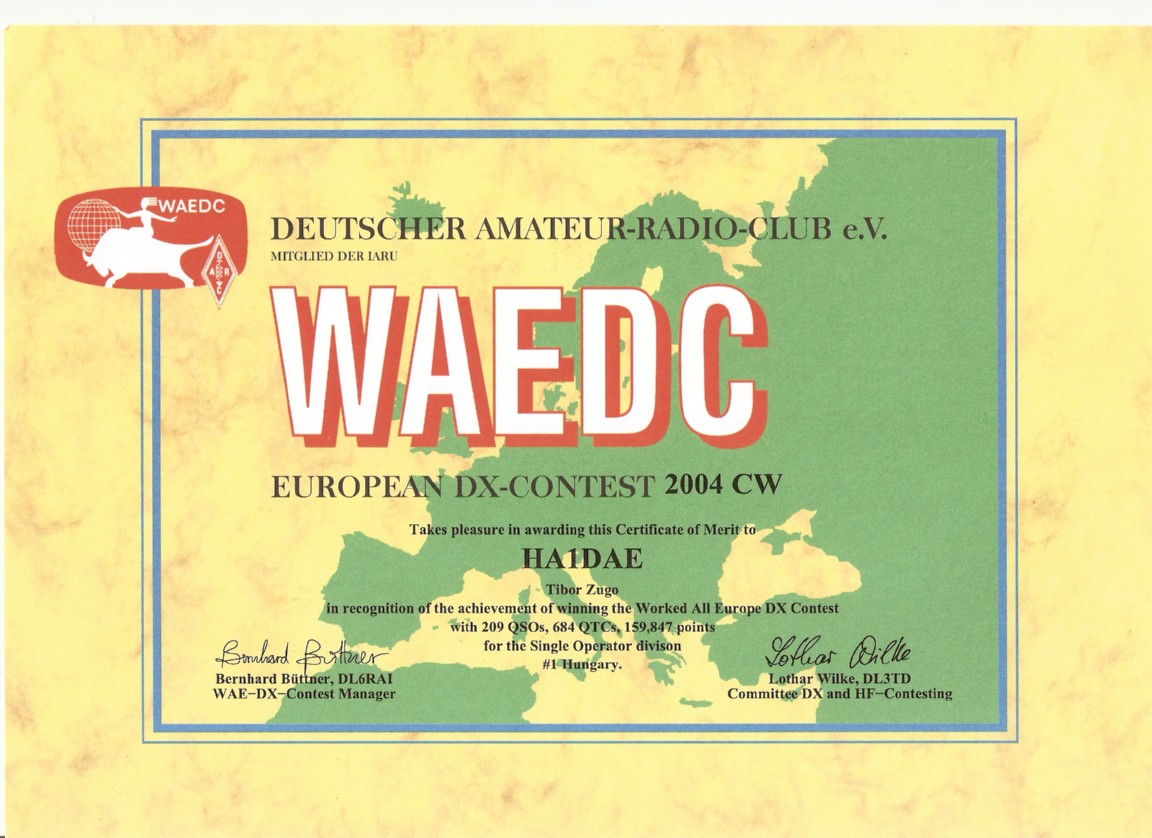 WAEDC
D
A R
C
DEUTSCHER AMATEUR-RADIO-CLUB e.V.
MITGLIED DER IARU
WAEDC
EUROPEAN DX-CONTEST 2004 CW
Takes pleasure in awarding this Certificate of Merit to
HA1DAE
Tibor Zugo
in recognition of the achievement of winning the Worked All Europe DX Contest
with 209 QSOs, 684 QTCs, 159,847 points
for the Single Operator divison
#1 Hungary.
Bernhard Büttner
Bernhard Büttner, DL6RAI
WAE-DX-Contest Manager
Lothar Wilke
Lothar Wilke, DL3TD
Committee DX and HF-Contesting